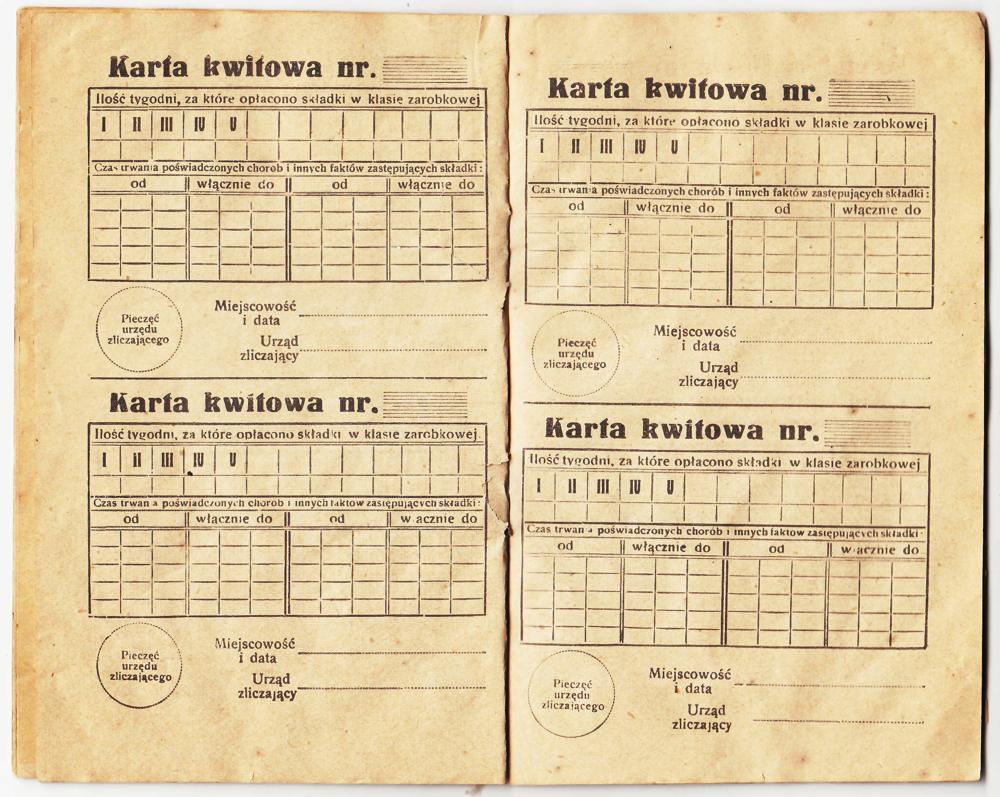 Karta kwitowa nr.
Ilość tygodni, za które opłacono składki w klasie zarobkowej
I II III IV V
Czas trwania poświadczonych chorób i innych faktów zastępujących składki:
od włącznie do od włącznie do
Pieczęć
urzędu
zliczającego
Miejscowość
i data
Urząd
zliczający
Karta kwitowa nr.
Ilość tygodni, za które opłacono składki w klasie zarobkowej.
I II III IV V
Czas trwan a poświadczonych chorób i innych faktow zastępujących składki:
od włącznie do od w acznie do
Pieczęć
urzędu
zliczającego
Miejscowość
i data
Urząd
zliczający
Karta kwitowa nr.
Ilość tygodni, za które opłacono składki w klasie zarobkowej
I II III IV V
Czas trwania poświadczonych chorób i innych faktów zastępujących składki:
od włącznie do od włącznie do
Pieczęć
urzędu
zliczającego
Miejscowość
i data
Urząd
zliczający
Karta kwitowa nr.
Ilość tygodni, za które opłacono składki w klasie zarobkowej
I II III IV V
Czas trwan a poświadczonych chorób i innych faktow zastępujących składki
od włącznie do od w acznie do
Pieczęć
urzędu
zliczającego
Miejscowość
i data
Urząd
zliczający